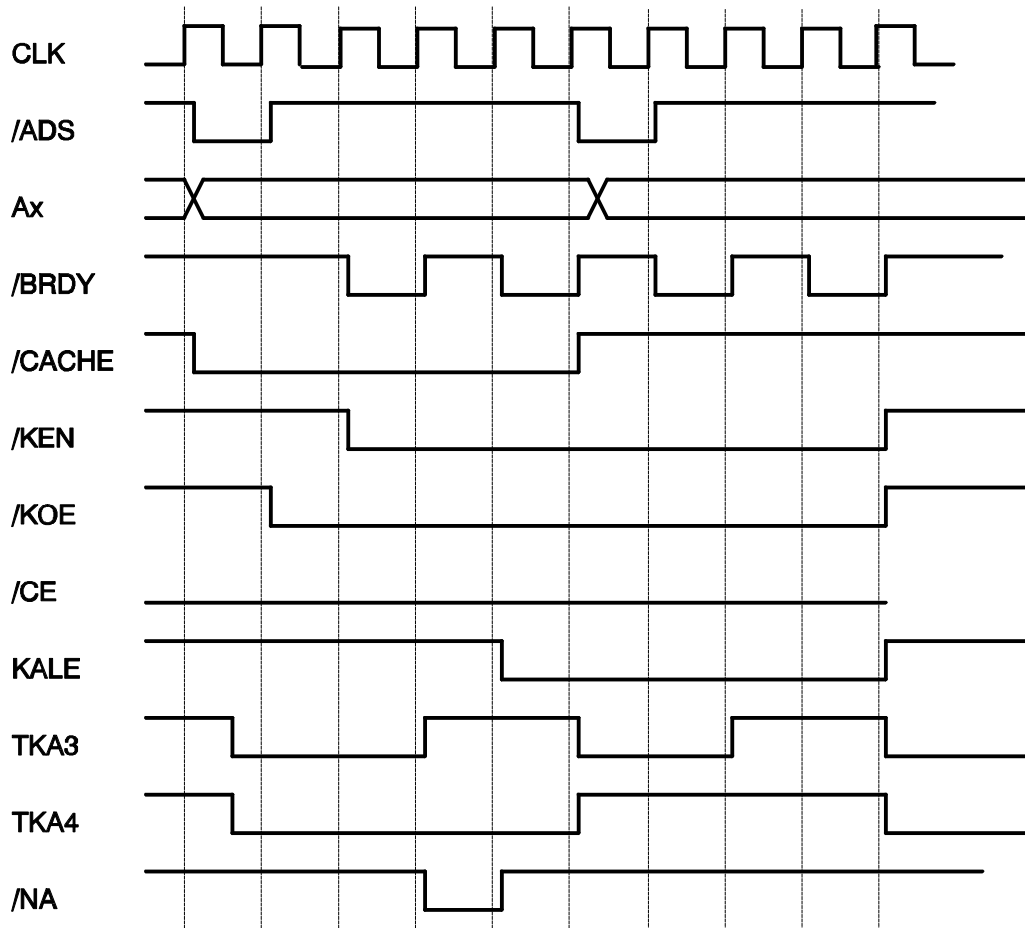 CLK
/ADS
Ax
/BRDY
/CACHE
/KEN
/KOE
/CE
KALE
TKA3
TKA4
/NA